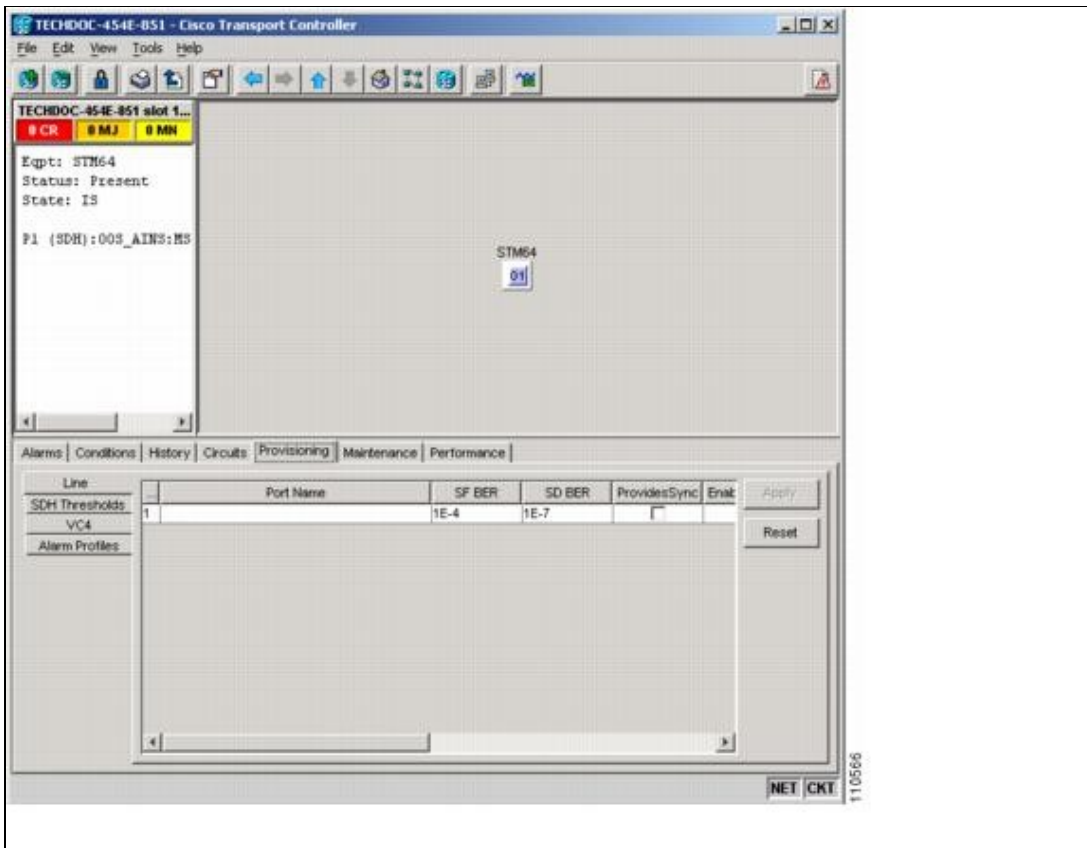 TECHDOC-454E-851 - Cisco Transport Controller
File Edit View Tools Help
TECHDOC-454E-851 slot 1...
0 CR 0 MJ 0 MN
Eqpt: STM64
Status: Present
State: IS
P1 (SDH):OOS_AINS:MS
STM64
01
Alarms Conditions History Circuits Provisioning Maintenance Performance
Line
SDH Thresholds
VC4
Alarm Profiles
... Port Name SF BER SD BER ProvidesSync Enab
1 1E-4 1E-7
Apply
Reset
NET CKT
110566